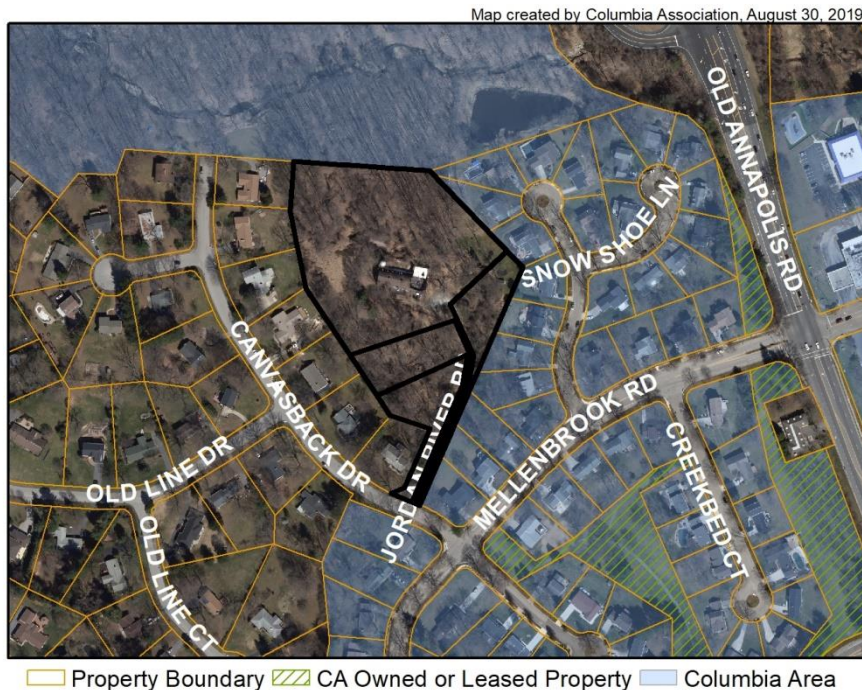 Map created by Columbia Association, August 30, 2019
OLD ANNAPOLIS RD
SNOW SHOE LN
CANVASBACK DR
MELLENBROOK RD
CREEKBED CT
OLD LINE DR
OLD LINE CT
RIVER
Property Boundary
CA Owned or Leased Property
Columbia Area